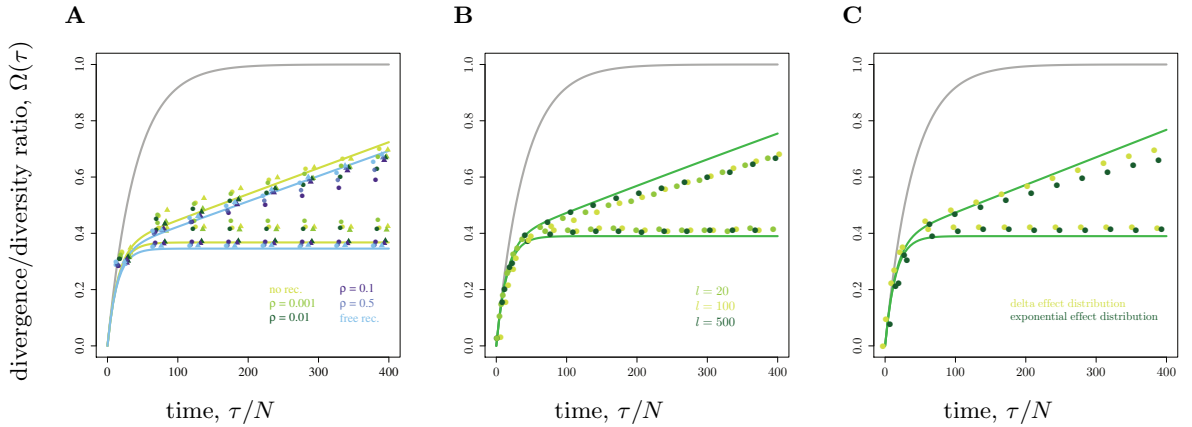 A
B
C
divergence/diversity ratio, Ω(τ)
1.0
0.8
0.6
0.4
0.2
0.0
no rec.
ρ = 0.001
ρ = 0.01
ρ = 0.1
ρ = 0.5
free rec.
0 100 200 300 400
time, τ/N
1.0
0.8
0.6
0.4
0.2
0.0
l = 20
l = 100
l = 500
0 100 200 300 400
time, τ/N
1.0
0.8
0.6
0.4
0.2
0.0
delta effect distribution
exponential effect distribution
0 100 200 300 400
time, τ/N